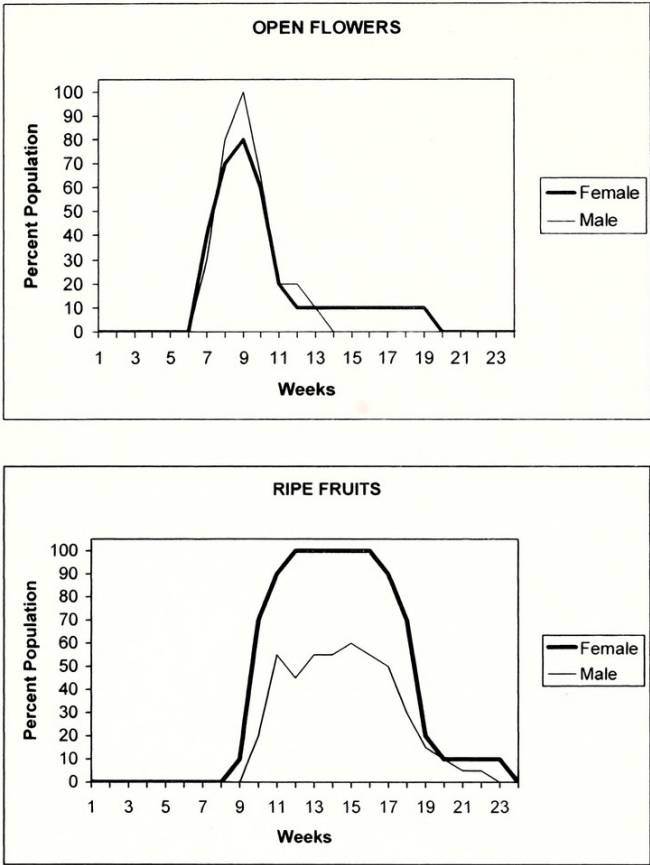 OPEN FLOWERS
100
90
80
70
60
50
40
30
20
10
0
Percent Population
1 3 5 7 9 11 13 15 17 19 21 23
Weeks
Female
Male
RIPE FRUITS
100
90
80
70
60
50
40
30
20
10
0
Percent Population
1 3 5 7 9 11 13 15 17 19 21 23
Weeks
Female
Male